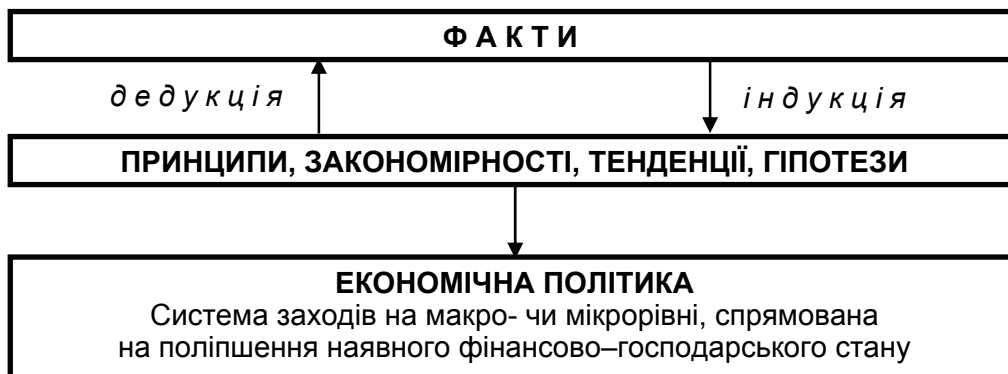 Ф А К Т И
д е д у к ц і я
і н д у к ц і я
ПРИНЦИПИ, ЗАКОНОМІРНОСТІ, ТЕНДЕНЦІЇ, ГІПОТЕЗИ
ЕКОНОМІЧНА ПОЛІТИКА
Система заходів на макро- чи мікрорівні, спрямована
на поліпшення наявного фінансово–господарського стану